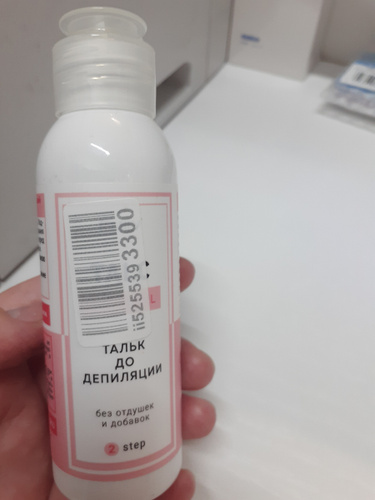 ii5255393300
ТАЛЬК
ДО
ДЕПИЛЯЦИИ
без отдушек
и добавок
2 step